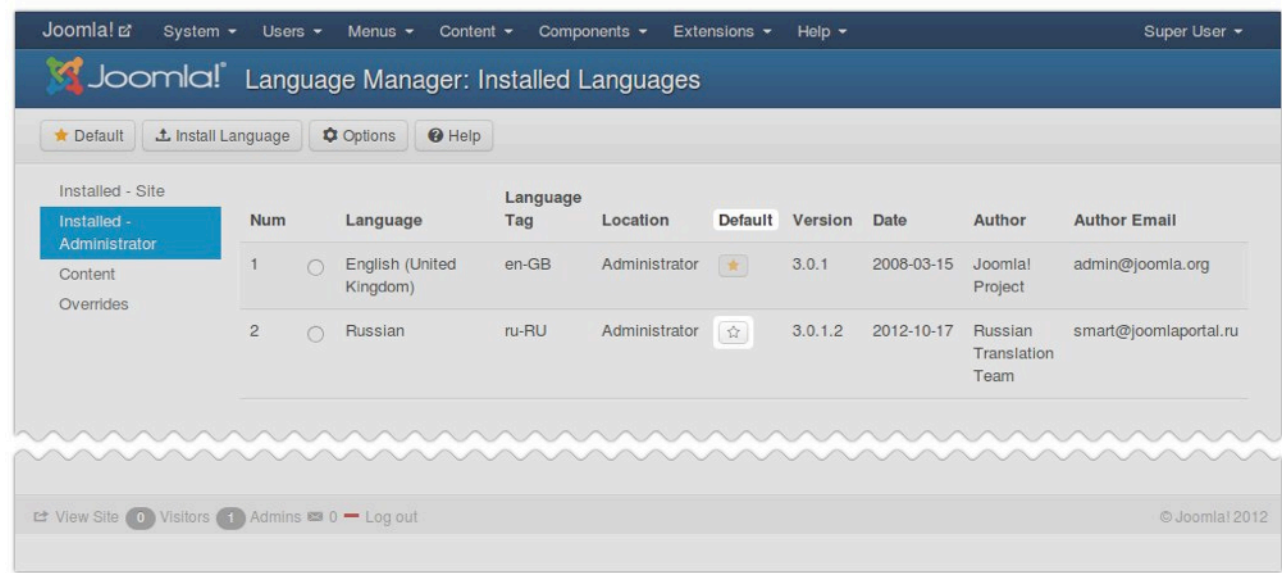 Joomla! System Users Menus Content Components Extensions Help Super User
Joomla! Language Manager: Installed Languages
Default Install Language Options Help
Installed - Site
Installed -
Administrator
Content
Overrides
Num Language Language Tag Location Default Version Date Author Author Email
1 English (United en-GB Administrator 3.0.1 2008-03-15 Joomla! admin@joomla.org
Kingdom) Project
2 Russian ru-RU Administrator 3.0.1.2 2012-10-17 Russian smart@joomlaportal.ru
Translation
Team
View Site 0 Visitors 1 Admins 0 Log out © Joomla! 2012